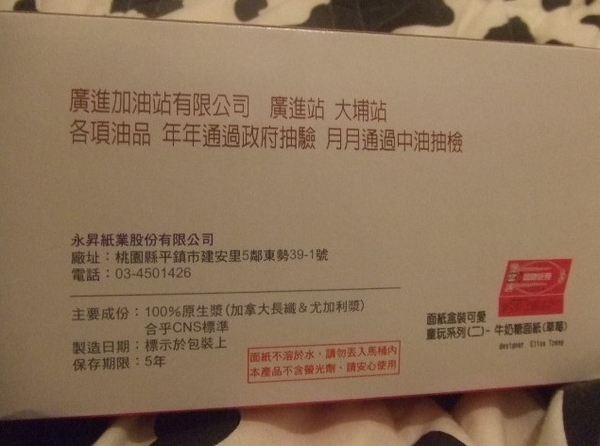 廣進加油站有限公司　廣進站 大埔站
各項油品 年年通過政府抽驗 月月通過中油抽檢
永昇紙業股份有限公司
廠址：桃園縣平鎮市建安里5鄰東勢39-1號
電話：03-4501426
主要成份：100%原生漿(加拿大長纖&尤加利漿)
合乎CNS標準
製造日期：標示於包裝上
保存期限：5年
面紙不溶於水，請勿丟入馬桶內
本產品不含螢光劑，請安心使用
面紙盒裝可愛
童玩系列(二)-牛奶糖面紙(草莓)
designer Elisa Tzeng